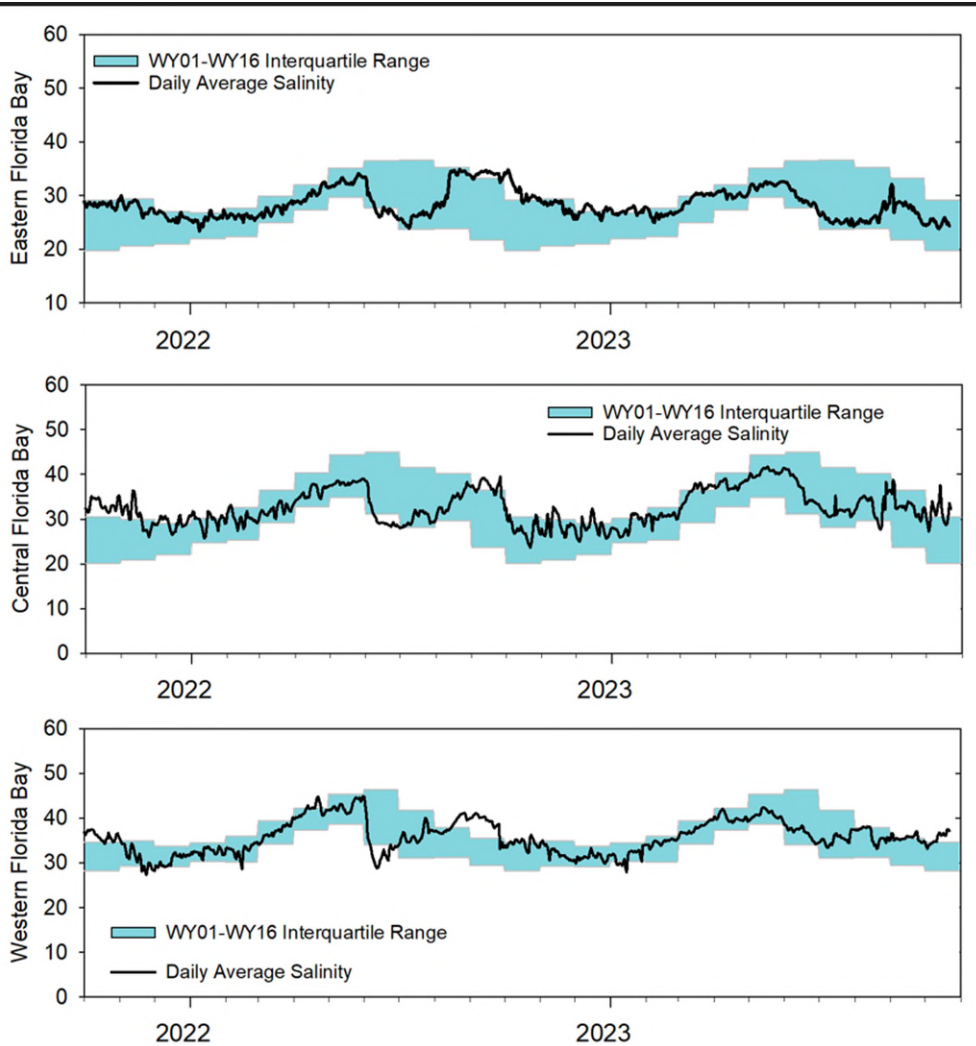 60
WY01-WY16 Interquartile Range
Daily Average Salinity
50
40
30
20
10
Eastern Florida Bay
2022 2023
60
WY01-WY16 Interquartile Range
Daily Average Salinity
50
40
30
20
10
0
Central Florida Bay
2022 2023
60
50
40
30
20
10
0
Western Florida Bay
WY01-WY16 Interquartile Range
Daily Average Salinity
2022 2023